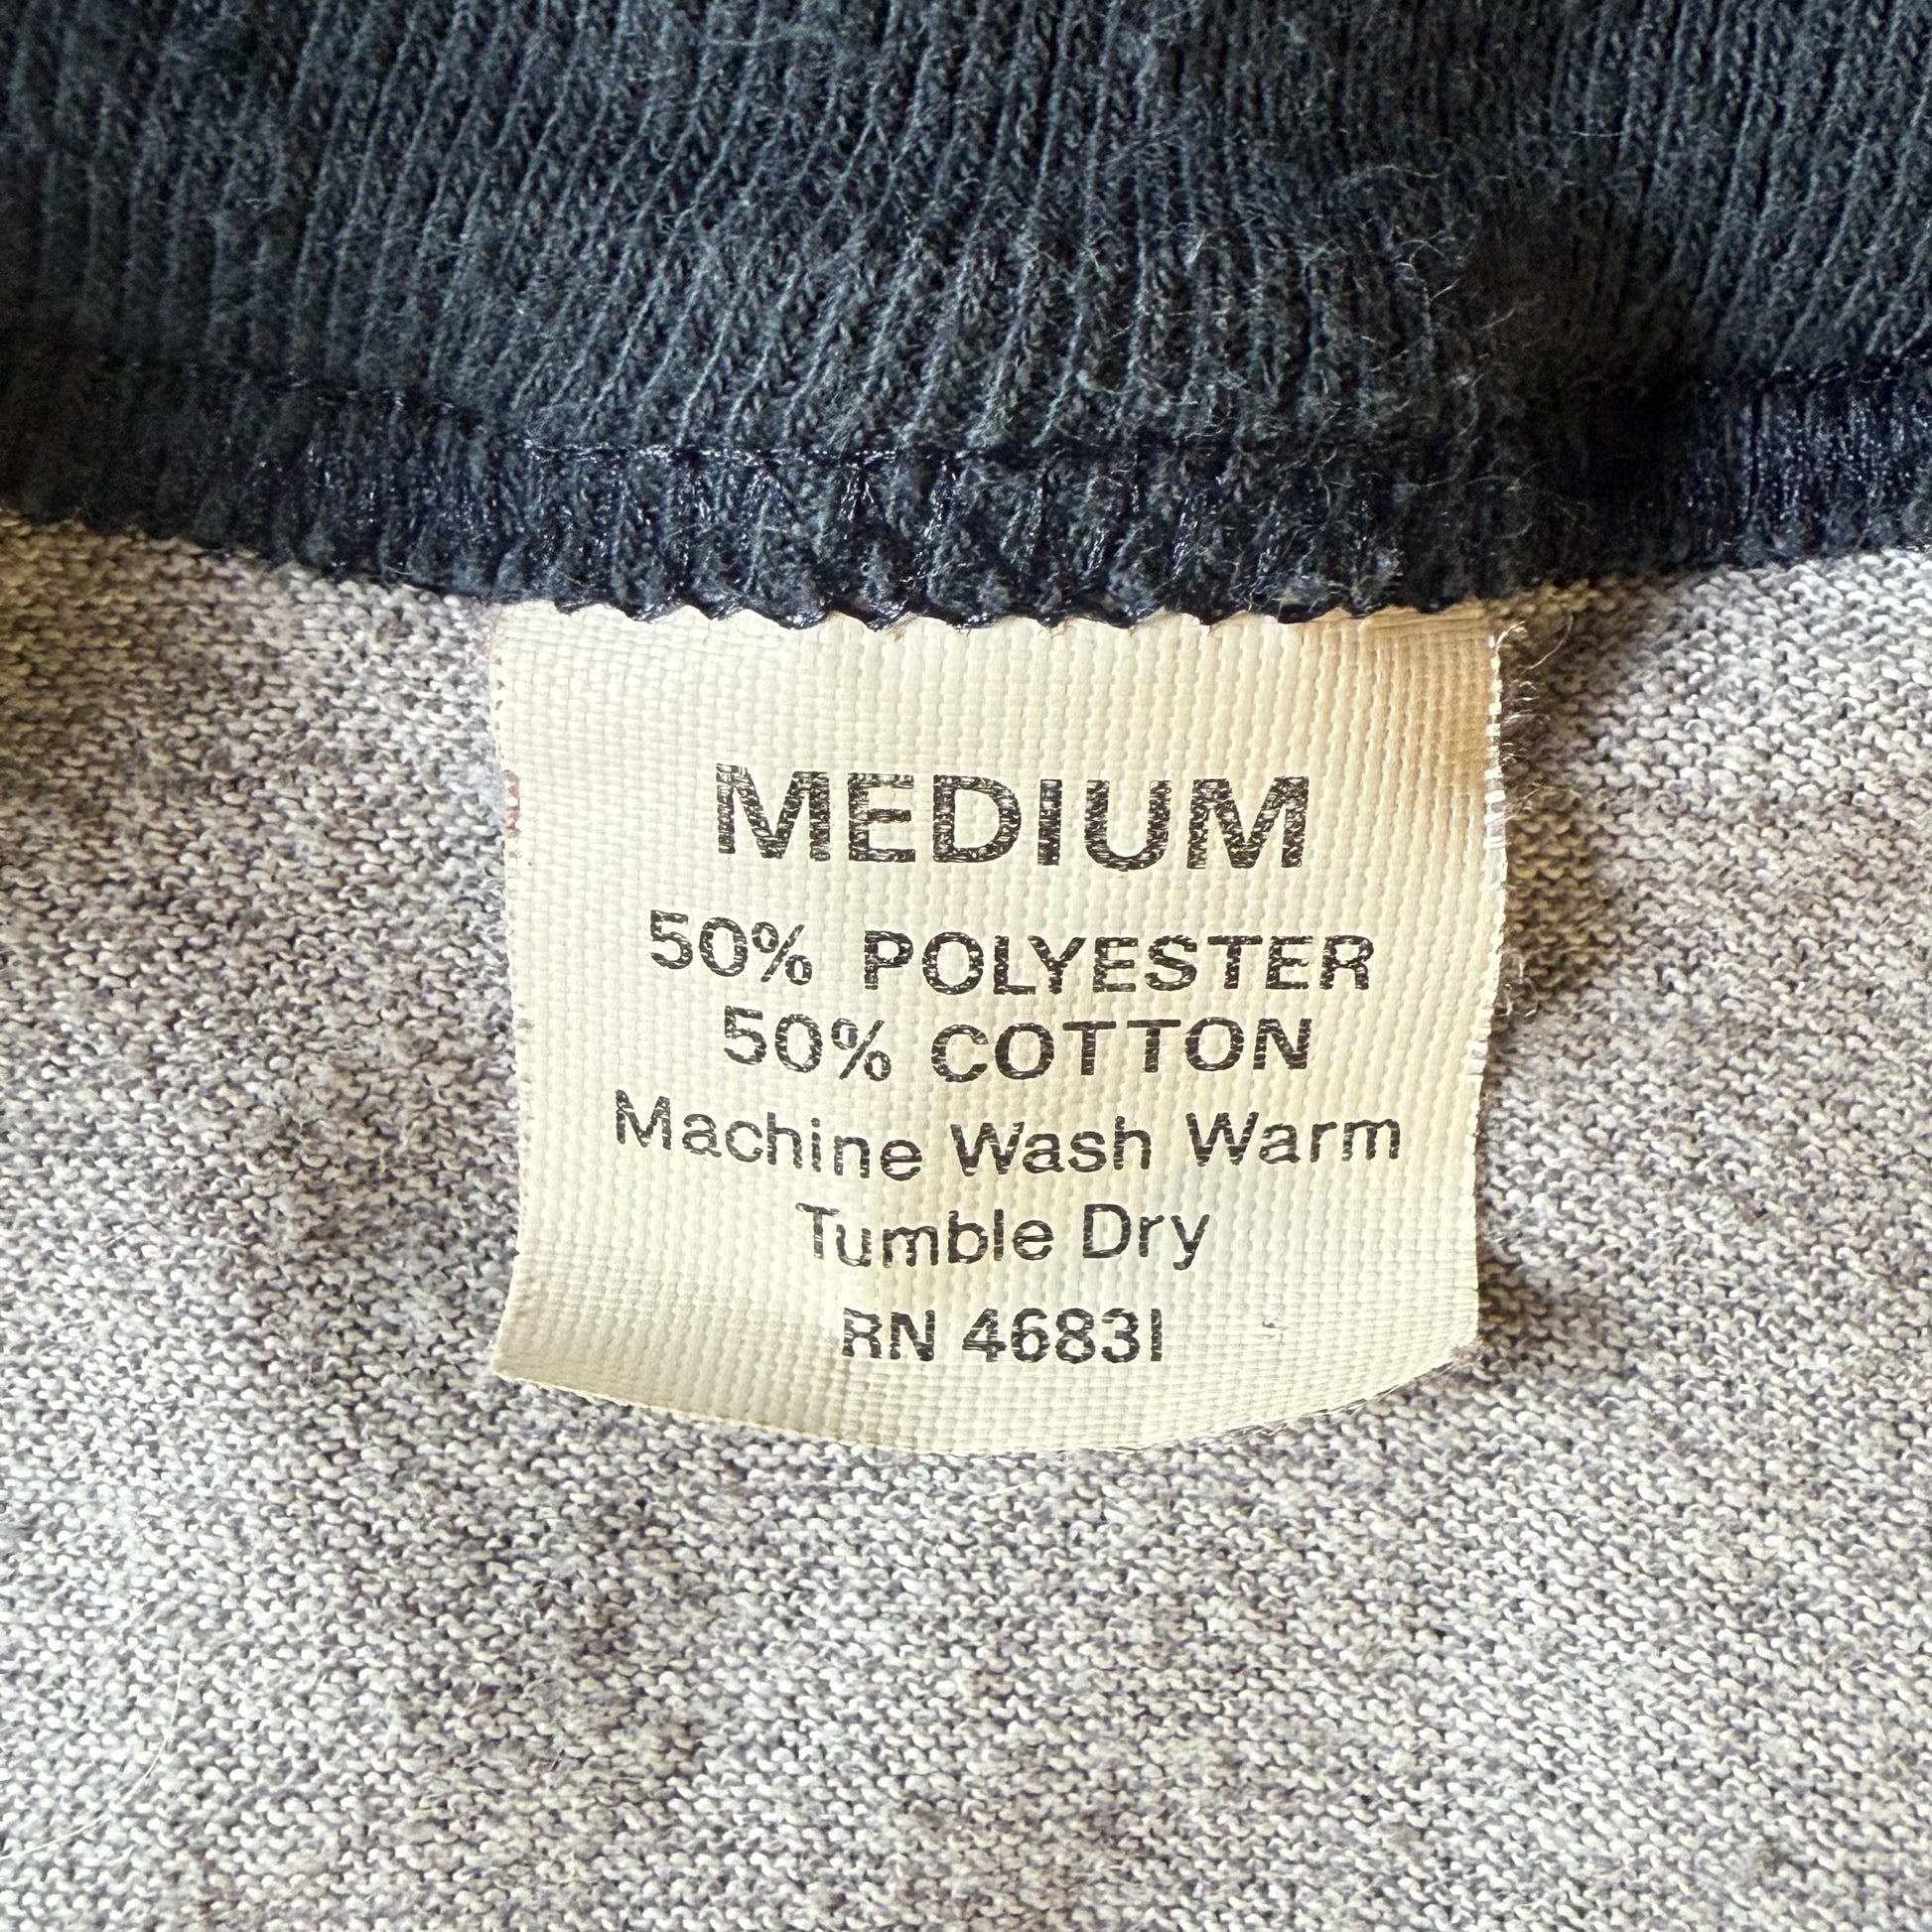 MEDIUM
50% POLYESTER
50% COTTON
Machine Wash Warm
Tumble Dry
RN 46831